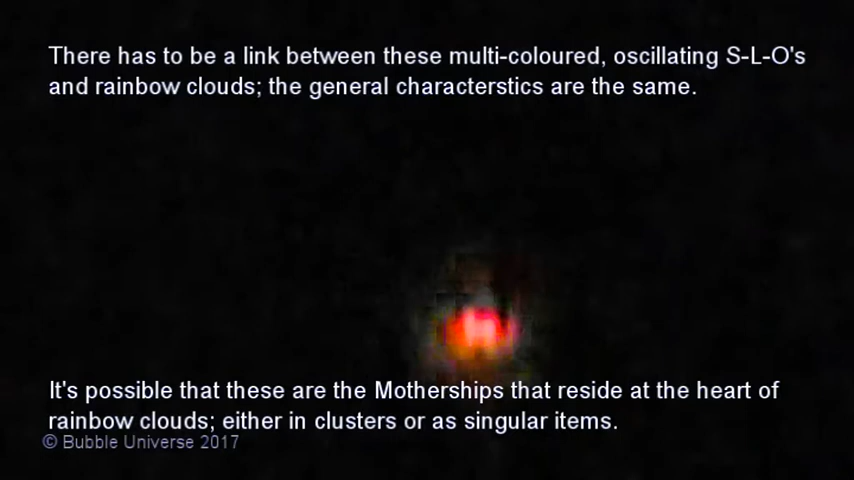 There has to be a link between these multi-coloured, oscillating S-L-O's
and rainbow clouds; the general characterstics are the same.
It's possible that these are the Motherships that reside at the heart of
rainbow clouds; either in clusters or as singular items.
© Bubble Universe 2017